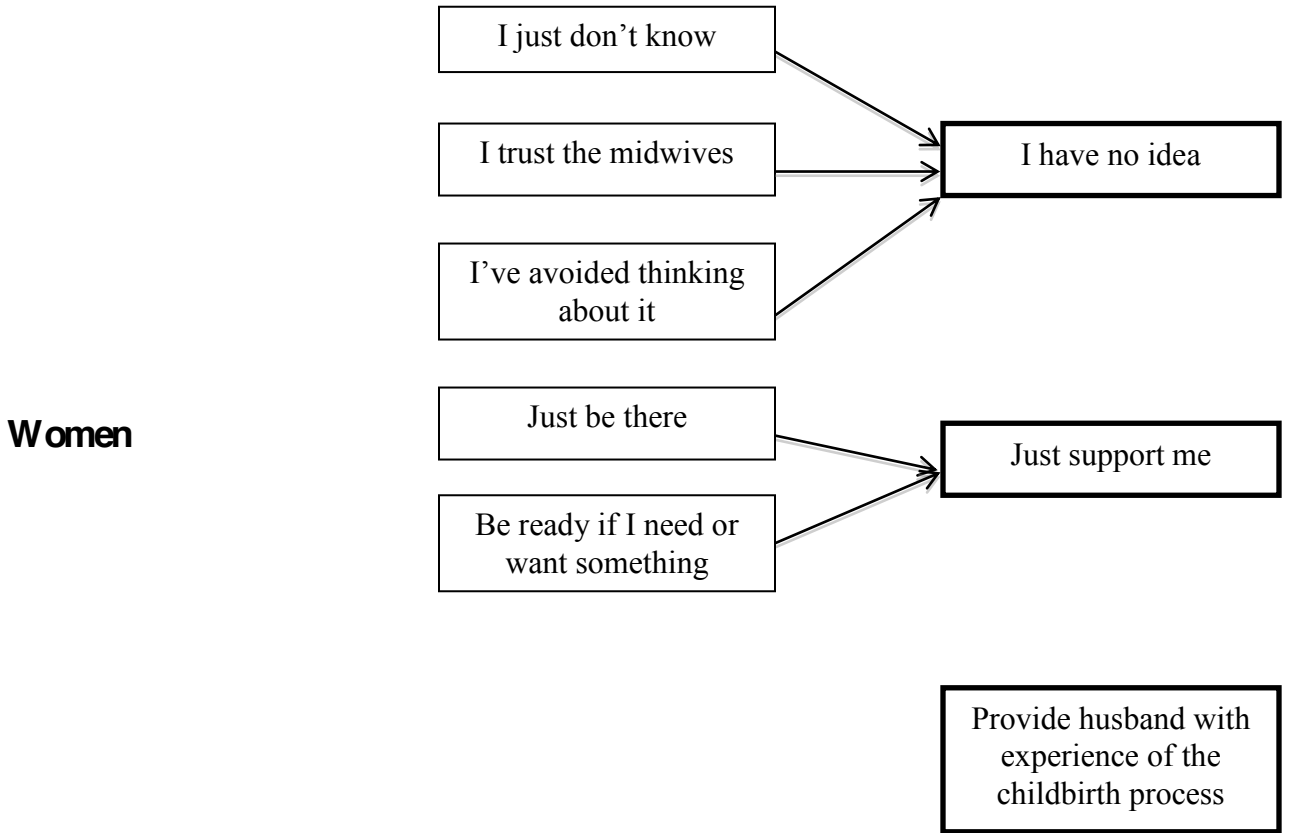 I just don’t know
I trust the midwives
I have no idea
I’ve avoided thinking
about it
Women
Just be there
Just support me
Be ready if I need or
want something
Provide husband with
experience of the
childbirth process